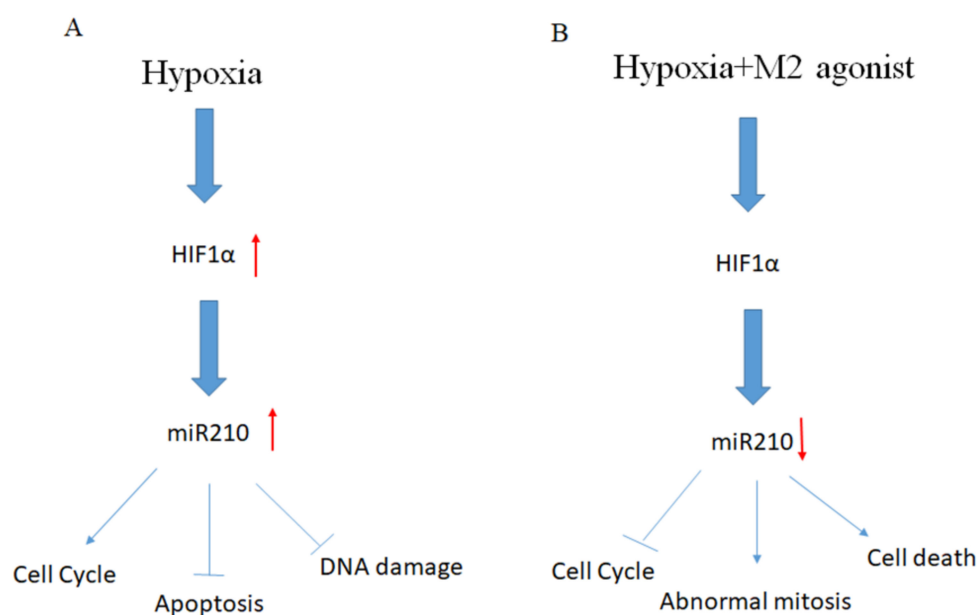 A
Hypoxia
HIF1α
miR210
Cell Cycle
Apoptosis
DNA damage
B
Hypoxia+M2 agonist
HIF1α
miR210
Cell Cycle
Abnormal mitosis
Cell death